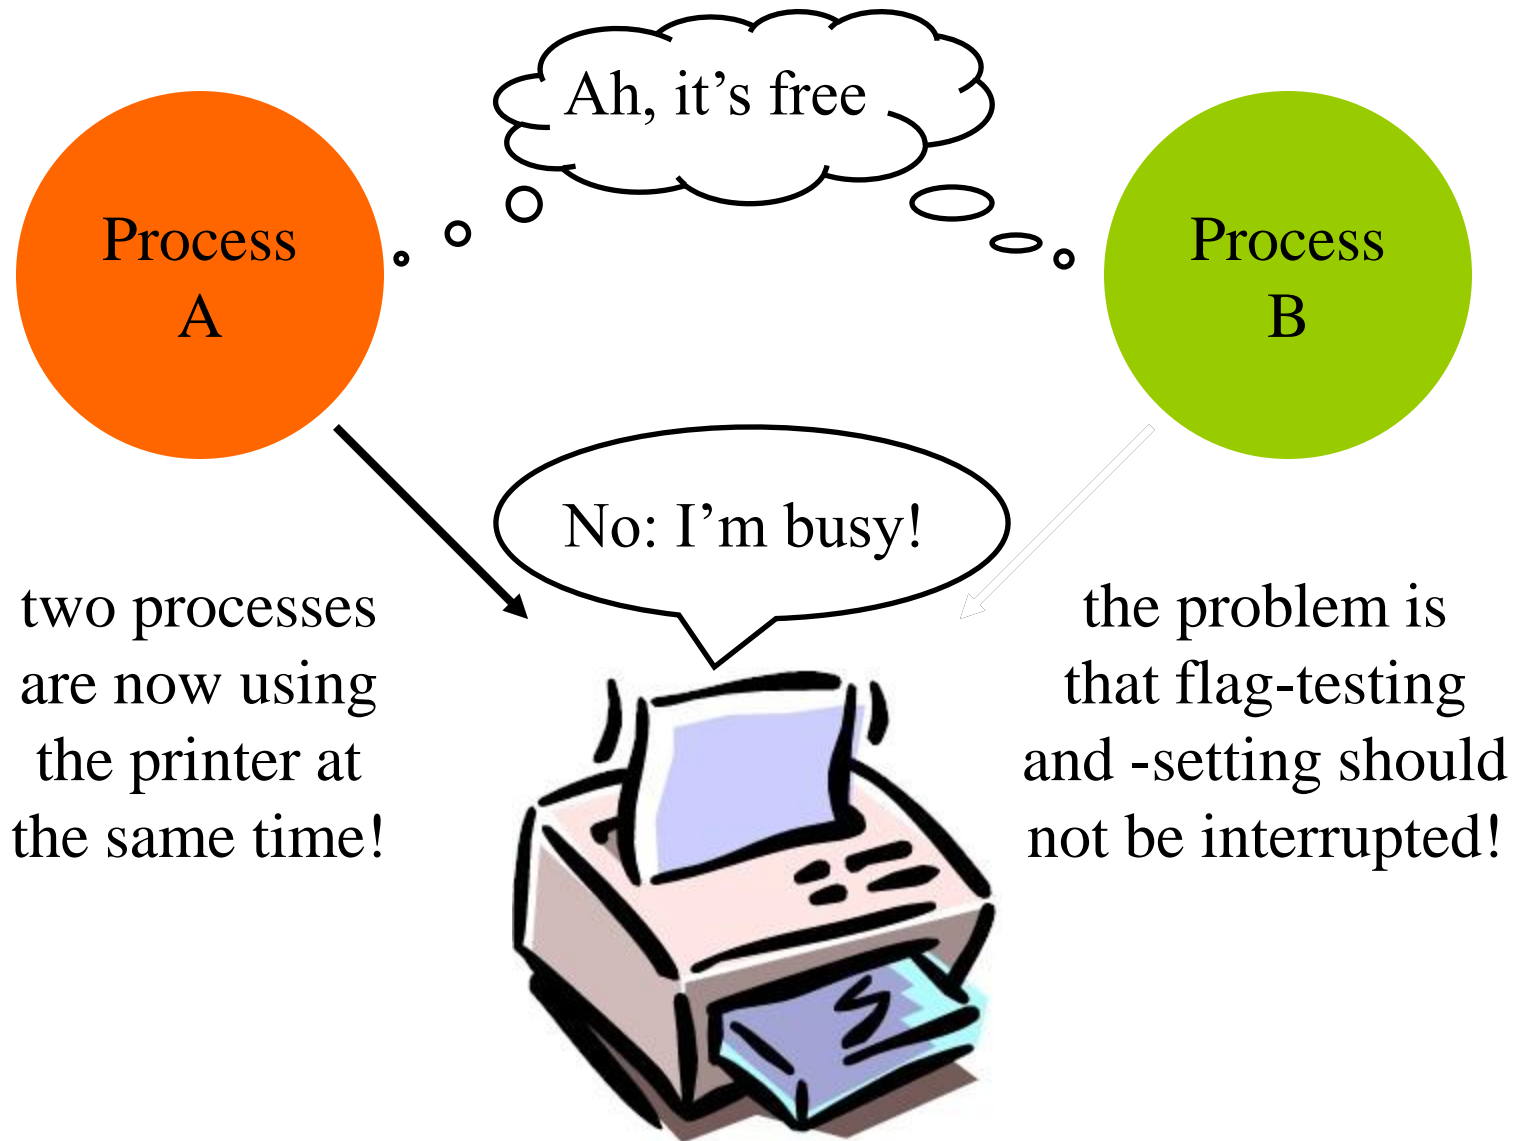 Ah, it’s free
Process
A
Process
B
No: I’m busy!
two processes
are now using
the printer at
the same time!
the problem is
that flag-testing
and -setting should
not be interrupted!